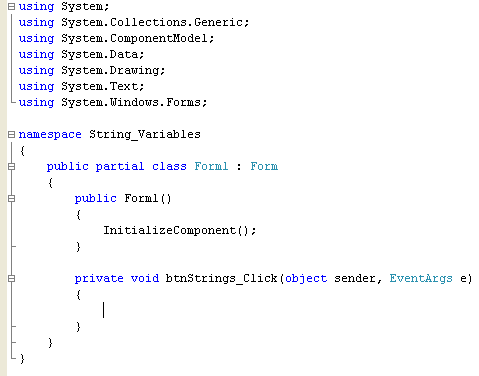 using System;
using System.Collections.Generic;
using System.ComponentModel;
using System.Data;
using System.Drawing;
using System.Text;
using System.Windows.Forms;
namespace String_Variables
{
public partial class Form1 : Form
{
public Form1()
{
InitializeComponent();
}
private void btnStrings_Click(object sender, EventArgs e)
{
}
}
}